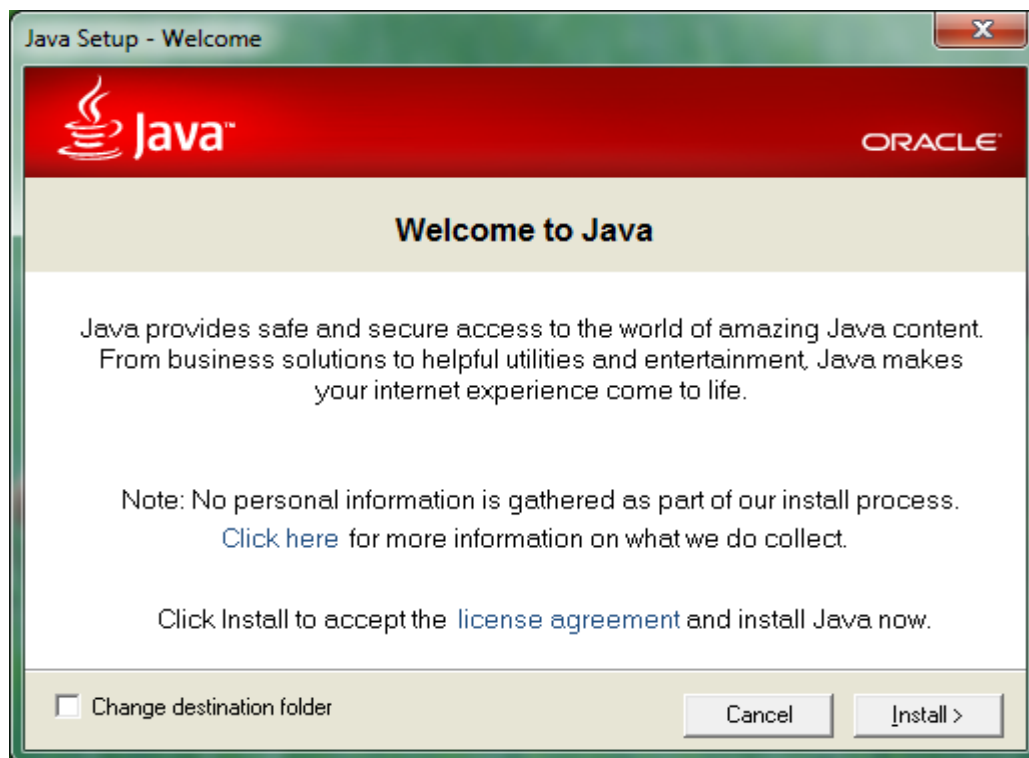 Java Setup - Welcome
Java™
ORACLE
Welcome to Java
Java provides safe and secure access to the world of amazing Java content.
From business solutions to helpful utilities and entertainment, Java makes
your internet experience come to life.
Note: No personal information is gathered as part of our install process.
Click here for more information on what we do collect.
Click Install to accept the license agreement and install Java now.
Change destination folder
Cancel
Install >